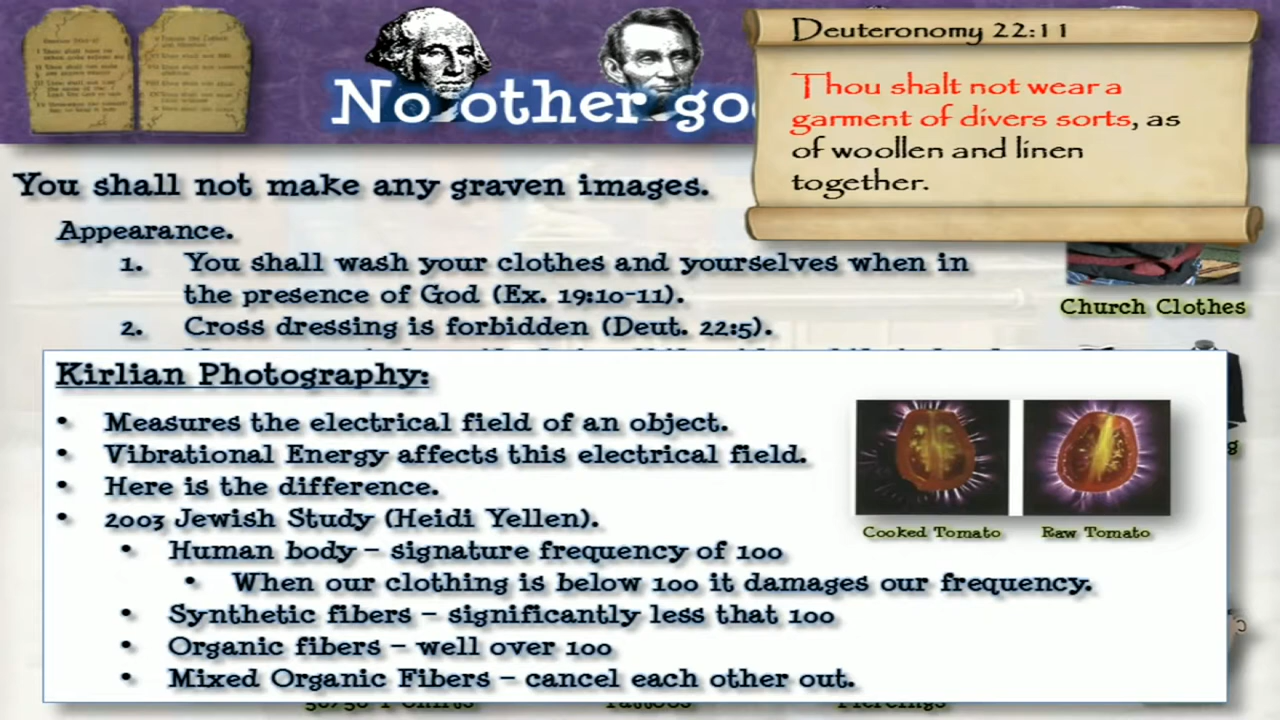 No other go
Deuteronomy 22:11
Thou shalt not wear a
garment of divers sorts, as
of woollen and linen
together.
You shall not make any graven images.
Appearance.
1. You shall wash your clothes and yourselves when in
the presence of God (Ex. 19:10-11).
2. Cross dressing is forbidden (Deut. 22:5).
Church Clothes
Kirlian Photography:
• Measures the electrical field of an object.
• Vibrational Energy affects this electrical field.
• Here is the difference.
• 2003 Jewish Study (Heidi Yellen).
• Human body – signature frequency of 100
• When our clothing is below 100 it damages our frequency.
• Synthetic fibers – significantly less that 100
• Organic fibers – well over 100
• Mixed Organic Fibers – cancel each other out.
Cooked Tomato
Raw Tomato
50/50 T-Shirts
Tattoos
Piercings